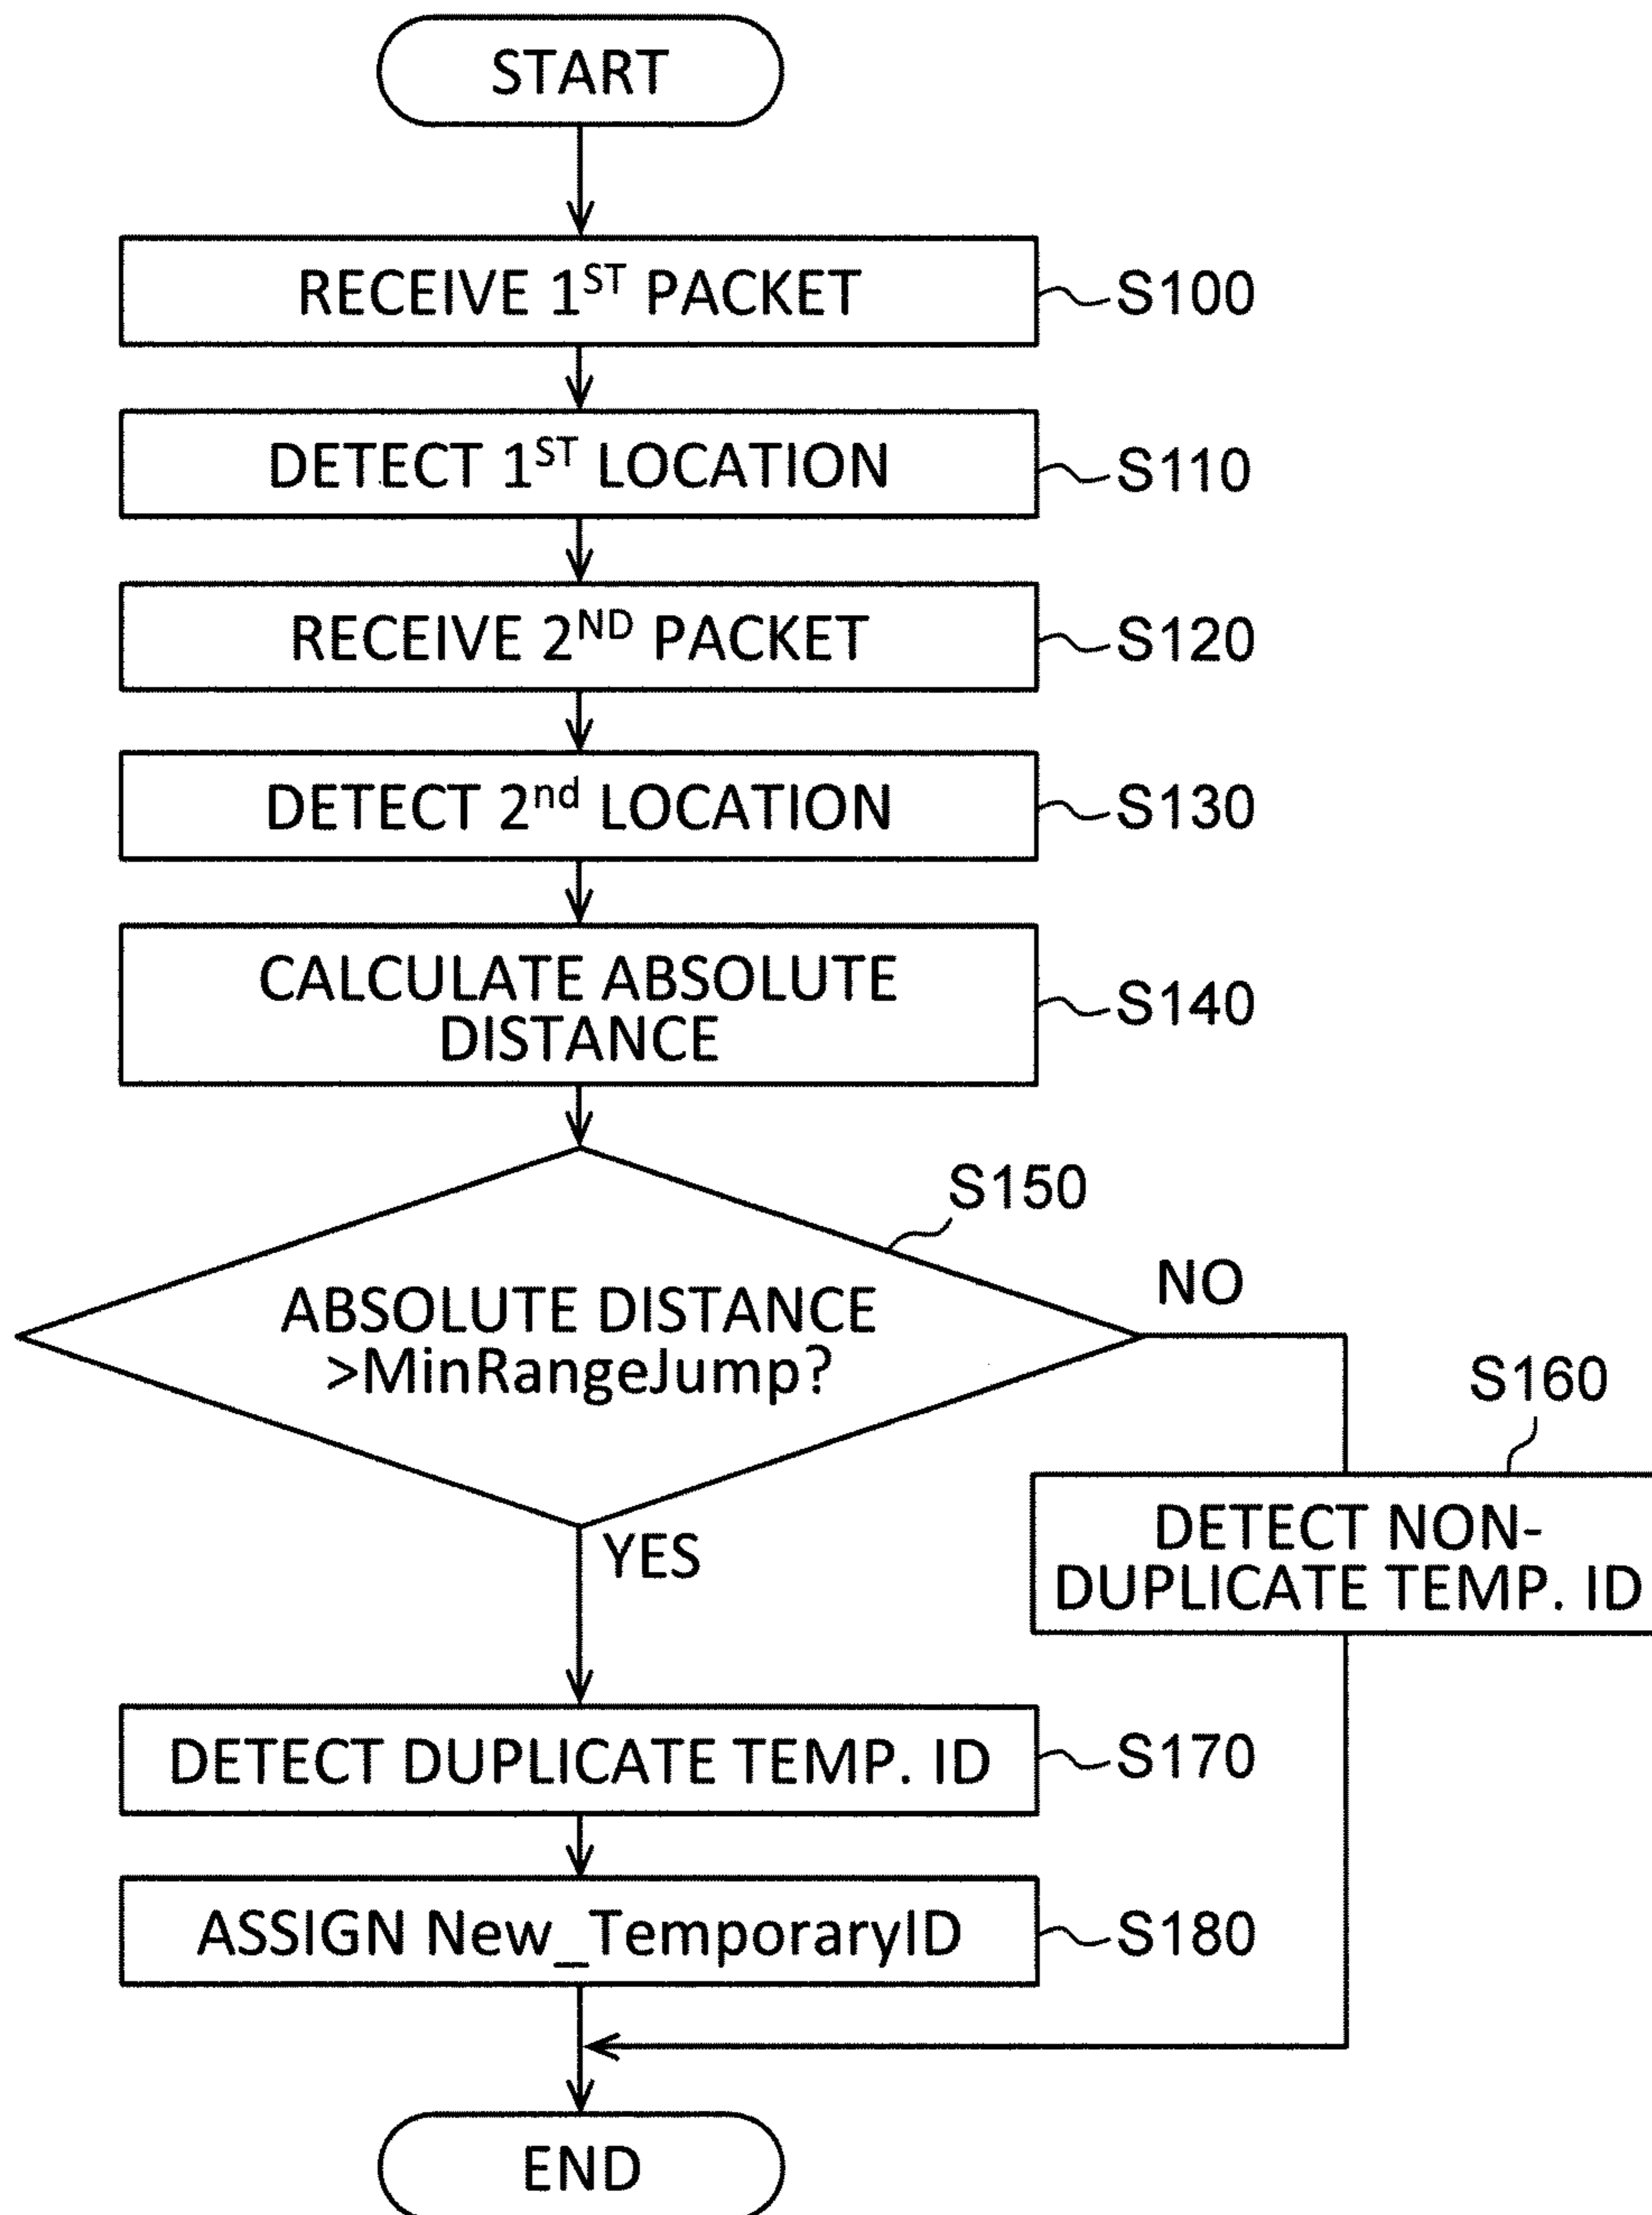 START
RECEIVE 1ST PACKET
S100
DETECT 1ST LOCATION
S110
RECEIVE 2ND PACKET
S120
DETECT 2nd LOCATION
S130
CALCULATE ABSOLUTE
DISTANCE
S140
S150
ABSOLUTE DISTANCE
>MinRangeJump?
NO
S160
DETECT NON-
DUPLICATE TEMP. ID
YES
DETECT DUPLICATE TEMP. ID
S170
ASSIGN New_TemporaryID
S180
END